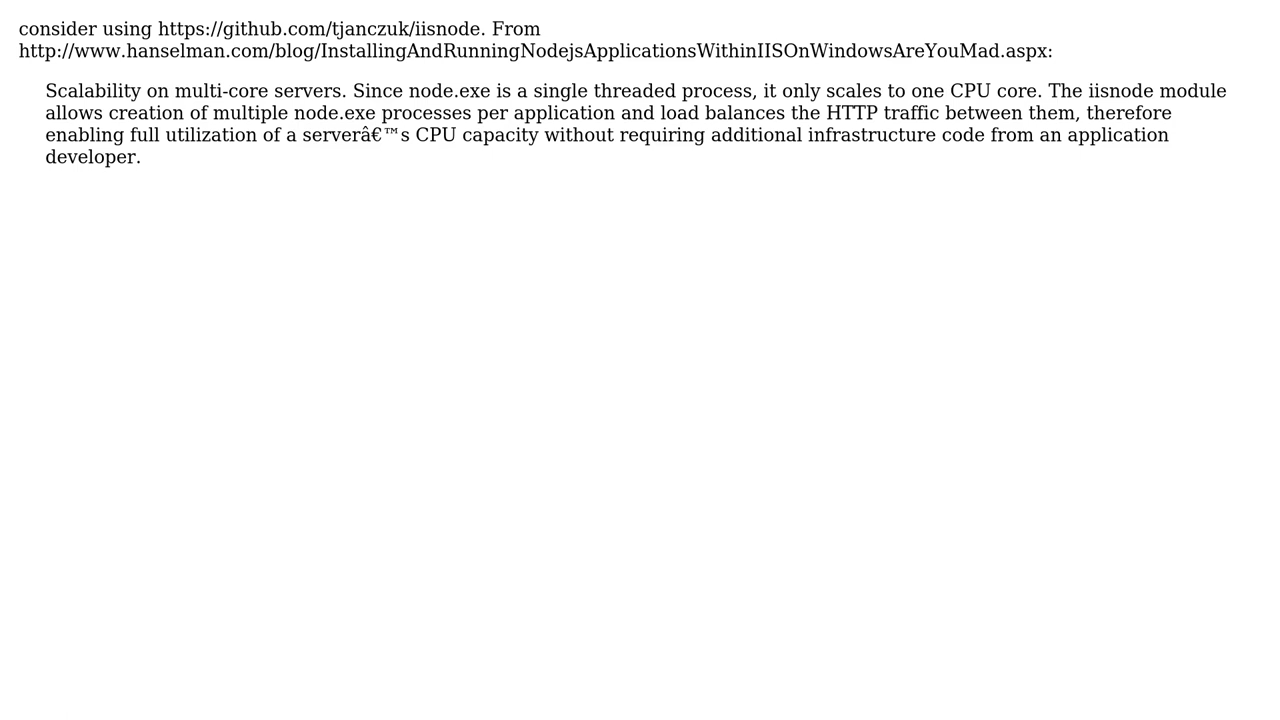 consider using https://github.com/tjanczuk/iisnode. From
http://www.hanselman.com/blog/InstallingAndRunningNodejsApplicationsWithinIISOnWindowsAreYouMad.aspx:
Scalability on multi-core servers. Since node.exe is a single threaded process, it only scales to one CPU core. The iisnode module
allows creation of multiple node.exe processes per application and load balances the HTTP traffic between them, therefore
enabling full utilization of a serverâ€™s CPU capacity without requiring additional infrastructure code from an application
developer.